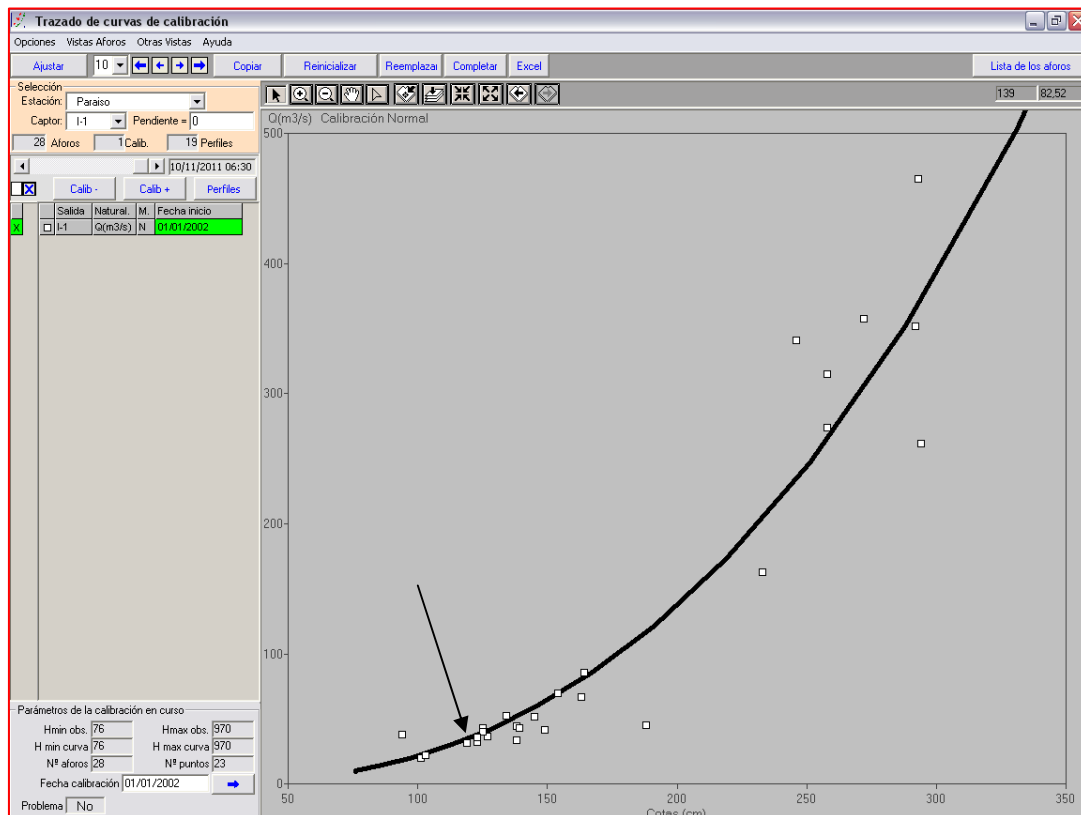 Trazado de curvas de calibración
Opciones Vistas Aforos Otras Vistas Ayuda
Ajustar 10 Copiar Reinicializar Reemplazar Completar Excel Lista de los aforos
Selección
Estación: Paraiso
Captor: I-1 Pendiente = 0
28 Aforos 1 Calib. 19 Perfiles
10/11/2011 06:30
Calib - Calib + Perfiles
Salida Natural. M. Fecha inicio
X I-1 Q(m3/s) N 01/01/2002
139 82,52
Q(m3/s) Calibración Normal
500
400
300
200
100
0
50 100 150 200 250 300 350
Cotas (cm)
Parámetros de la calibración en curso
Hmin obs. 76 Hmax obs. 970
H min curva 76 H max curva 970
Nº aforos 28 Nº puntos 23
Fecha calibración 01/01/2002
Problema No